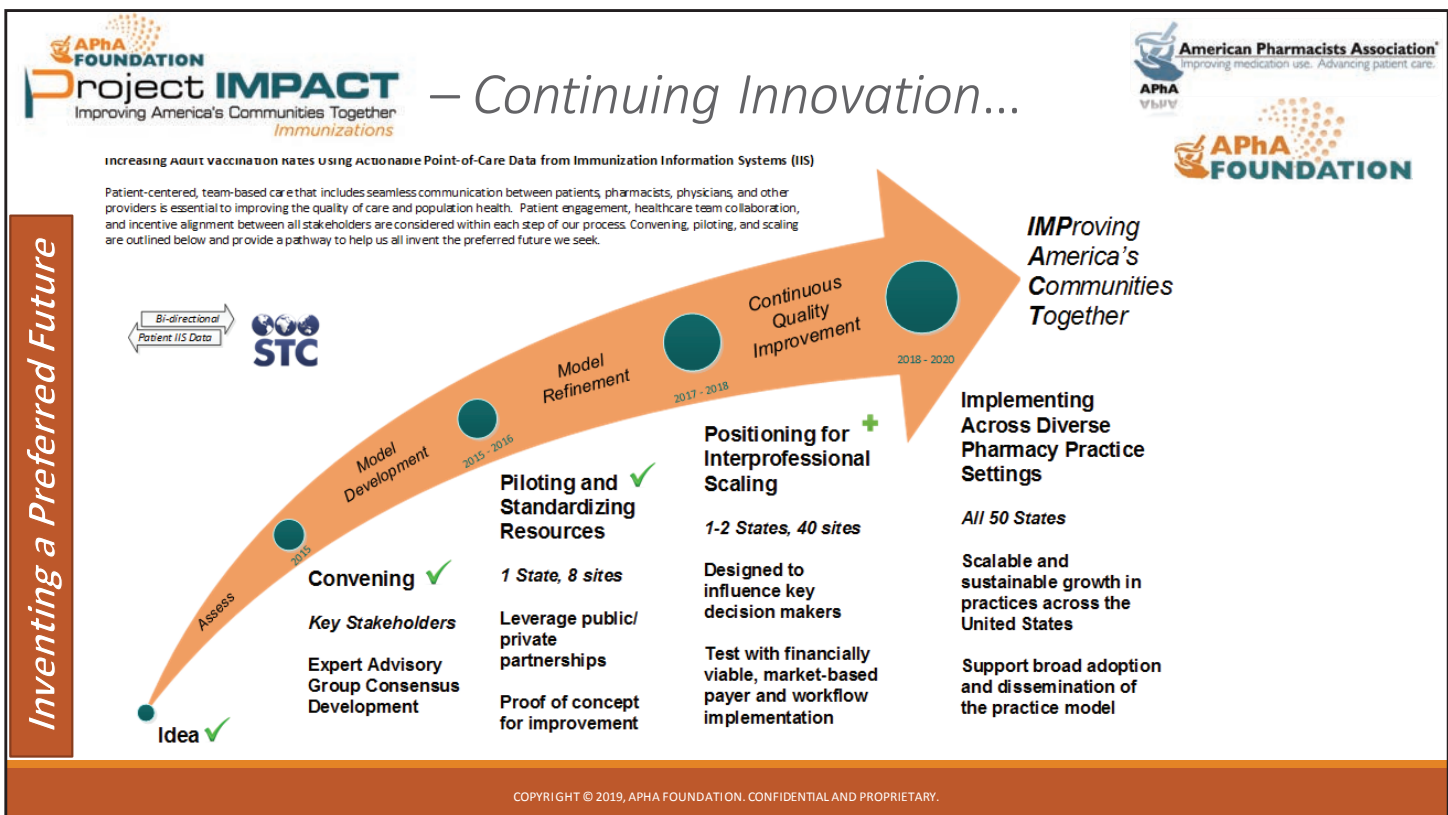 APhA
FOUNDATION
Project IMPACT
Improving America's Communities Together
Immunizations
– Continuing Innovation...
American Pharmacists Association®
Improving medication use. Advancing patient care.
APhA
APhA
FOUNDATION
Increasing Adult Vaccination Rates Using Actionable Point-of-Care Data from Immunization Information Systems (IIS)
Patient-centered, team-based care that includes seamless communication between patients, pharmacists, physicians, and other
providers is essential to improving the quality of care and population health. Patient engagement, healthcare team collaboration,
and incentive alignment between all stakeholders are considered within each step of our process. Convening, piloting, and scaling
are outlined below and provide a pathway to help us all invent the preferred future we seek.
Inventing a Preferred Future
Bi-directional
Patient IIS Data
STC
Assess
2015
Model
Development
2015 - 2016
Model
Refinement
2017 - 2018
Continuous
Quality
Improvement
2018 - 2020
IMProving
America's
Communities
Together
Idea
Convening
Key Stakeholders
Expert Advisory
Group Consensus
Development
Piloting and
Standardizing
Resources
1 State, 8 sites
Leverage public/
private
partnerships
Proof of concept
for improvement
Positioning for
Interprofessional
Scaling
1-2 States, 40 sites
Designed to
influence key
decision makers
Test with financially
viable, market-based
payer and workflow
implementation
Implementing
Across Diverse
Pharmacy Practice
Settings
All 50 States
Scalable and
sustainable growth in
practices across the
United States
Support broad adoption
and dissemination of
the practice model
COPYRIGHT © 2019, APHA FOUNDATION. CONFIDENTIAL AND PROPRIETARY.